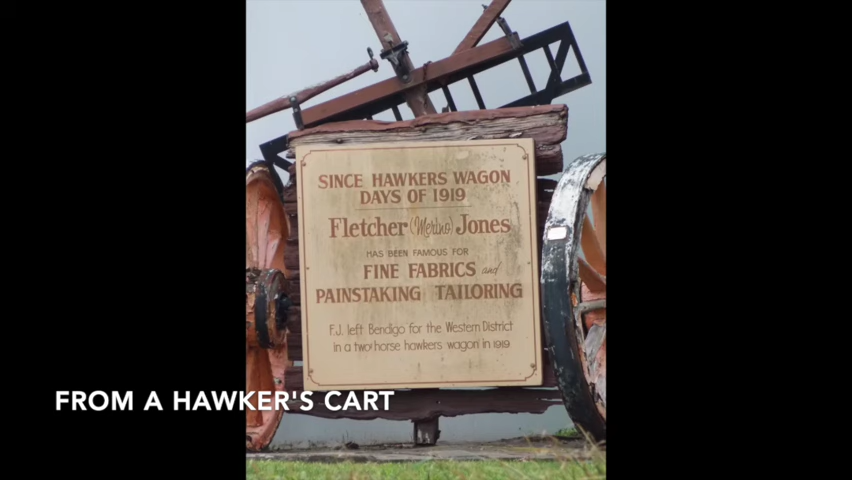 SINCE HAWKERS WAGON
DAYS OF 1919
Fletcher (Merino) Jones
HAS BEEN FAMOUS FOR
FINE FABRICS and
PAINSTAKING TAILORING
F.J. left Bendigo for the Western District
in a two horse hawkers wagon in 1919
FROM A HAWKER'S CART